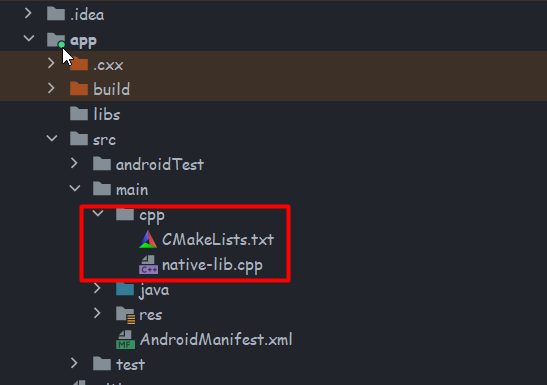 .idea
app
.cxx
build
libs
src
androidTest
main
cpp
CMakeLists.txt
C++ native-lib.cpp
java
res
MF AndroidManifest.xml
test